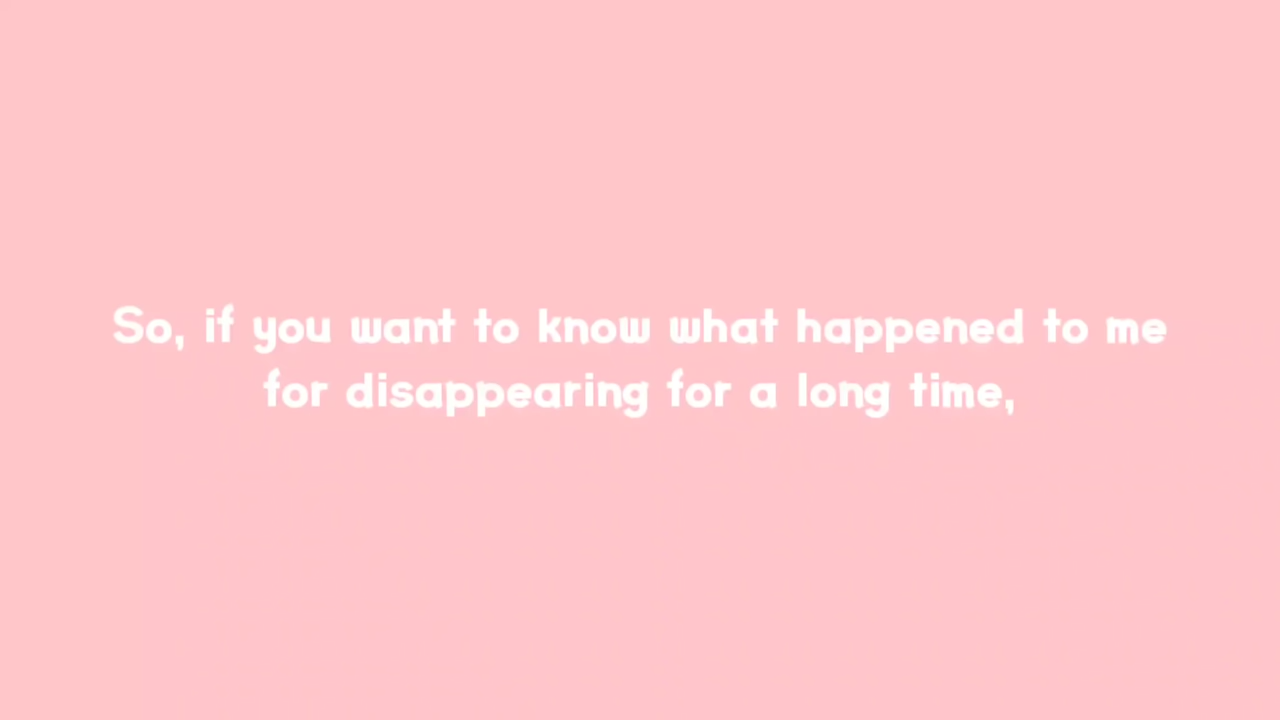 So, if you want to know what happened to me
for disappearing for a long time,